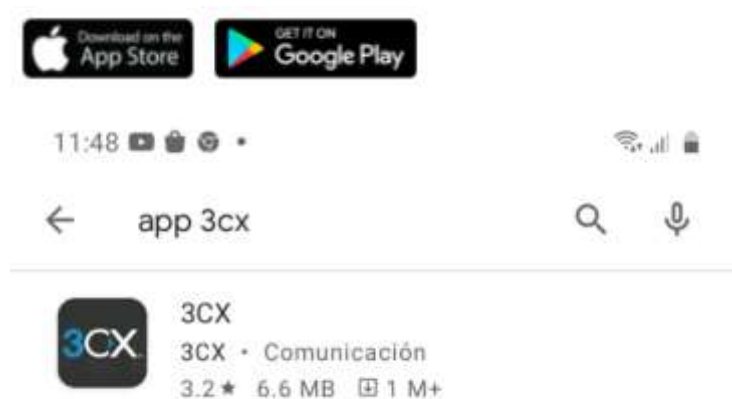 Download on the GET IT ON
App Store Google Play
11:48
app 3cx
3CX
3CX
3CX • Comunicación
3.2★ 6.6 MB 1 M+